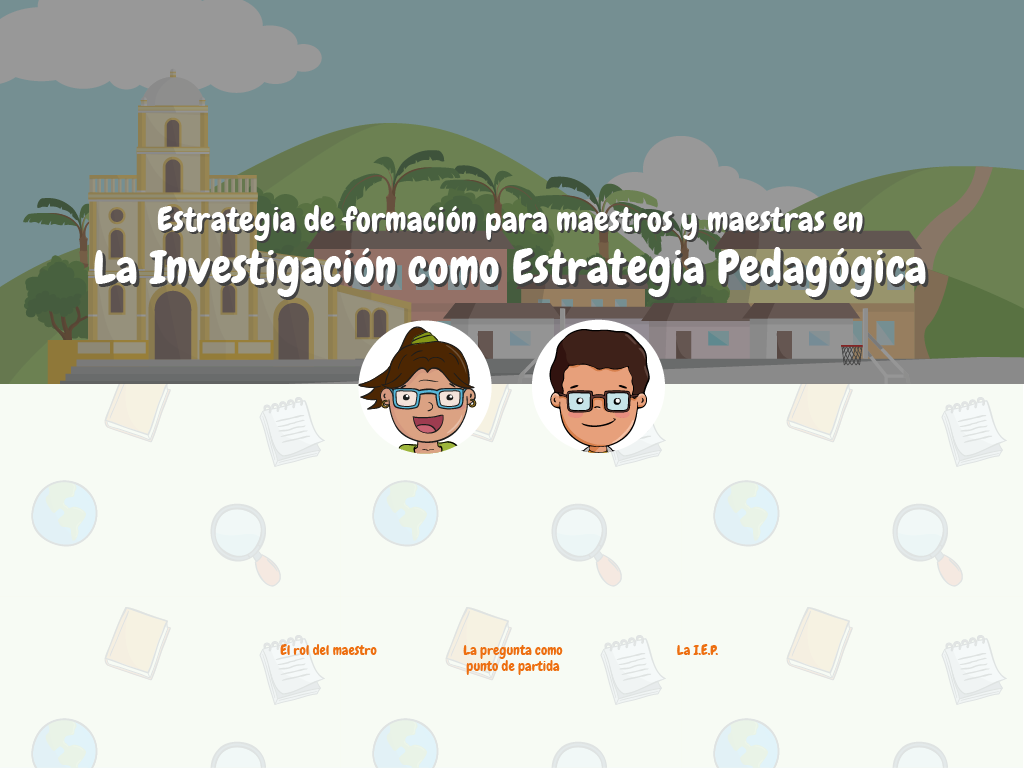 Estrategia de formación para maestros y maestras en
La Investigación como Estrategia Pedagógica
El rol del maestro
La pregunta como
punto de partida
La I.E.P.